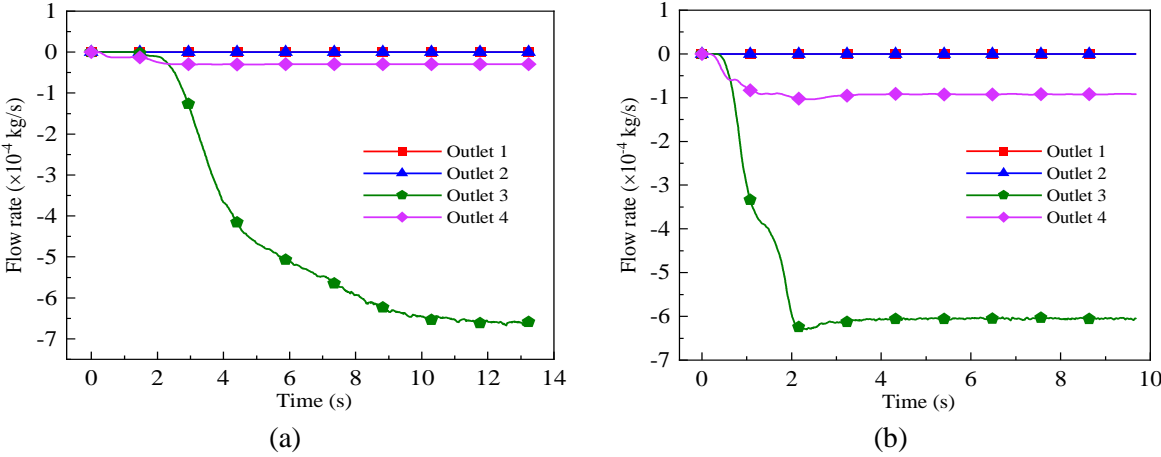 1
0
-1
-2
-3
-4
-5
-6
-7
Flow rate (×10⁻⁴ kg/s)
Outlet 1
Outlet 2
Outlet 3
Outlet 4
0 2 4 6 8 10 12 14
Time (s)
(a)
1
0
-1
-2
-3
-4
-5
-6
-7
Flow rate (×10⁻⁴ kg/s)
Outlet 1
Outlet 2
Outlet 3
Outlet 4
0 2 4 6 8 10
Time (s)
(b)